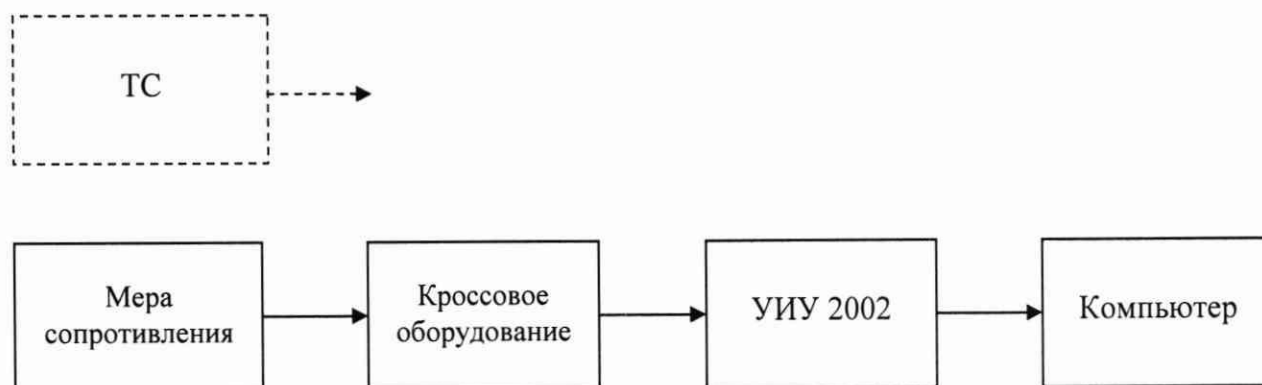 ТС
Мера
сопротивления
Кроссовое
оборудование
УИУ 2002
Компьютер